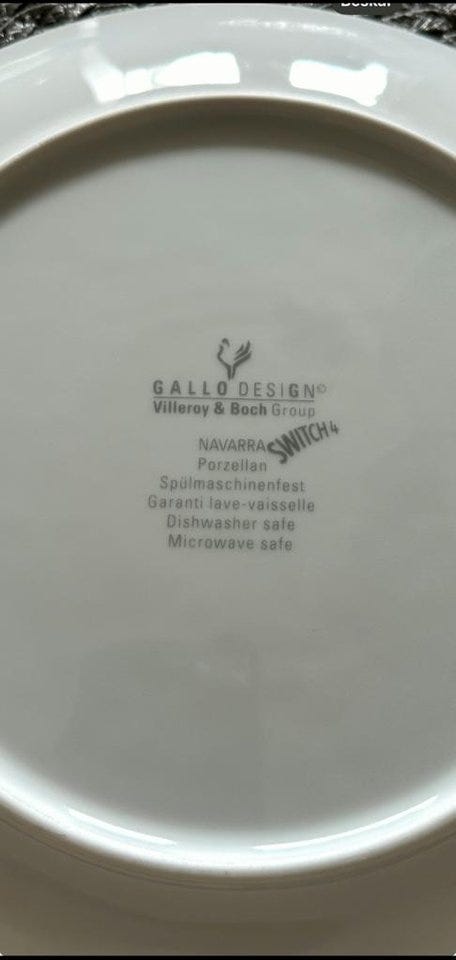 GALLO DESIGN©
Villeroy & Boch Group
NAVARRA SWITCH 4
Porzellan
Spülmaschinenfest
Garanti lave-vaisselle
Dishwasher safe
Microwave safe